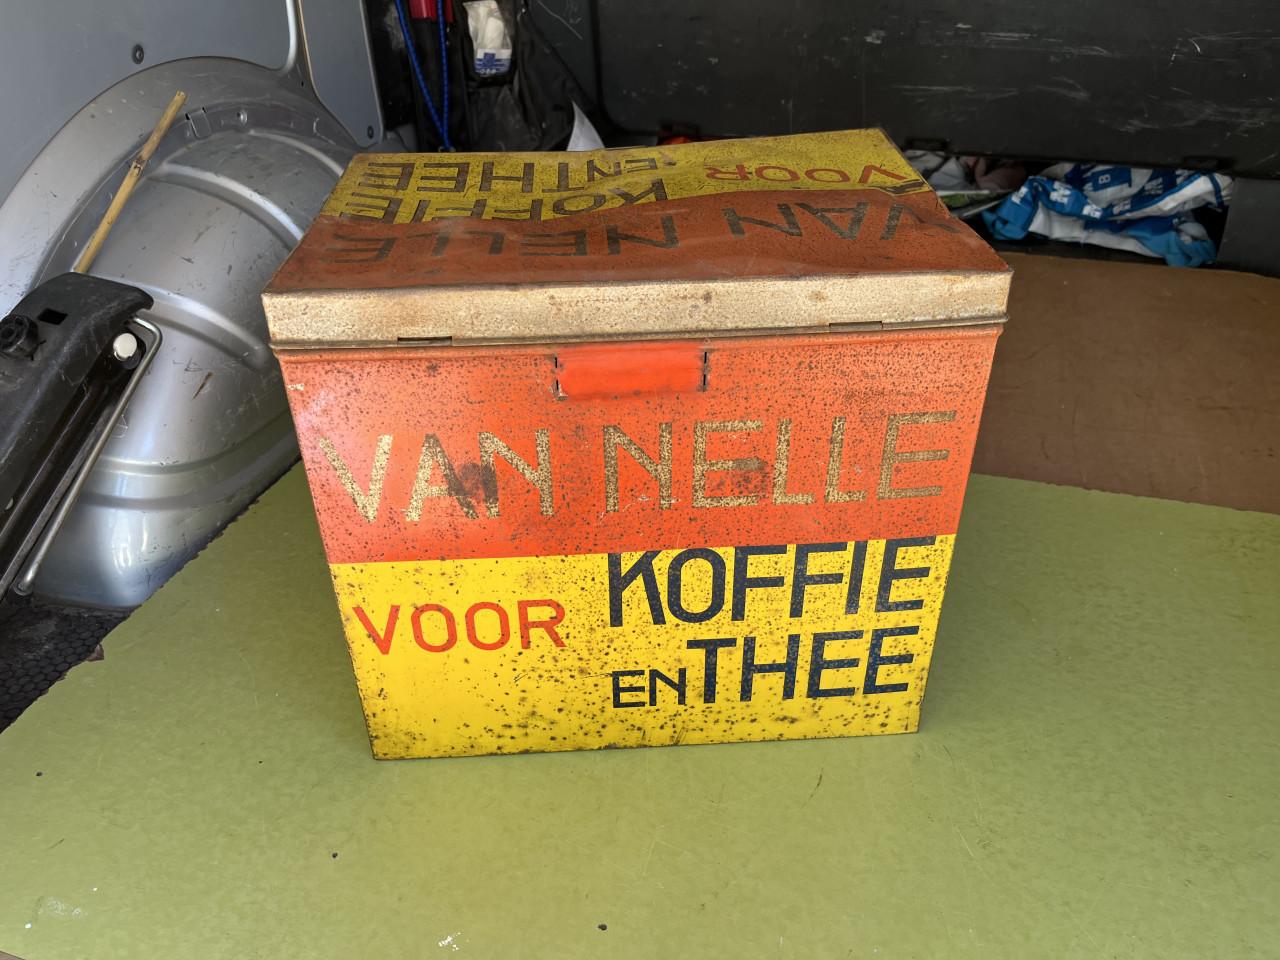 VOOR
KOFFIE
EN THEE
VAN NELLE
VAN NELLE
VOOR KOFFIE
EN THEE